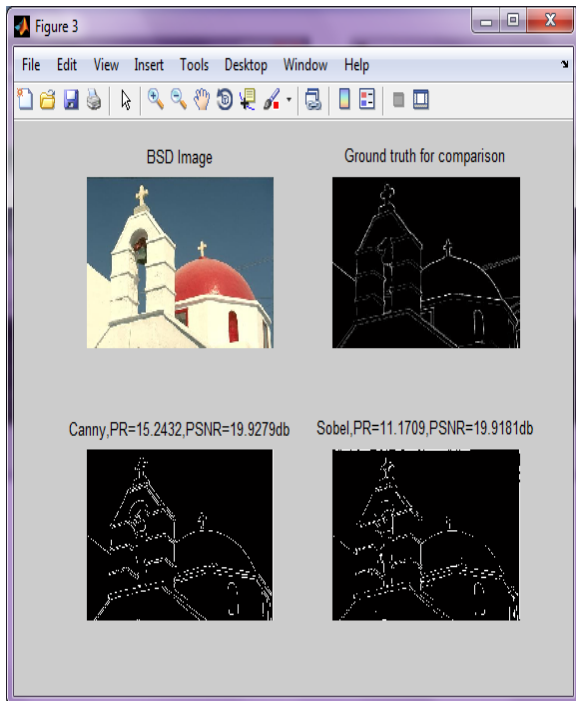 Figure 3
File Edit View Insert Tools Desktop Window Help
BSD Image
Ground truth for comparison
Canny,PR=15.2432,PSNR=19.9279db
Sobel,PR=11.1709,PSNR=19.9181db